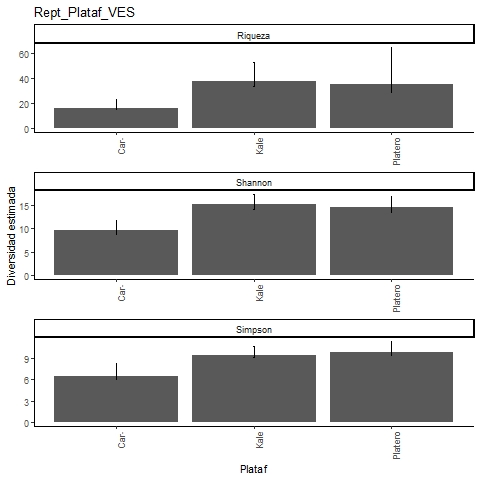 Rept_Plataf_VES
Riqueza
60
40
20
0
Car-
Kale
Platero
Shannon
15
10
5
0
Car-
Kale
Platero
Simpson
9
6
3
0
Car-
Kale
Platero
Diversidad estimada
Plataf